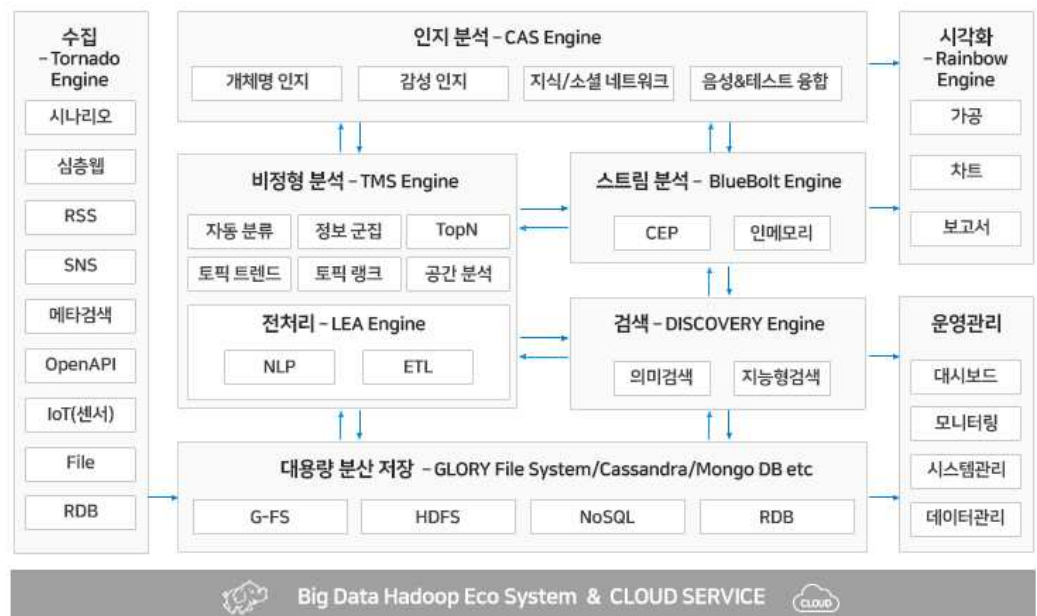 수집
– Tornado
Engine
시나리오
심층웹
RSS
SNS
메타검색
OpenAPI
IoT(센서)
File
RDB
인지 분석 – CAS Engine
개체명 인지
감성 인지
지식/소셜 네트워크
음성&테스트 융합
비정형 분석 – TMS Engine
자동 분류
정보 군집
TopN
토픽 트렌드
토픽 랭크
공간 분석
전처리 – LEA Engine
NLP
ETL
스트림 분석 – BlueBolt Engine
CEP
인메모리
검색 – DISCOVERY Engine
의미검색
지능형검색
대용량 분산 저장 – GLORY File System/Cassandra/Mongo DB etc
G-FS
HDFS
NoSQL
RDB
시각화
– Rainbow
Engine
가공
차트
보고서
운영관리
대시보드
모니터링
시스템관리
데이터관리
Big Data Hadoop Eco System & CLOUD SERVICE
CLOUD